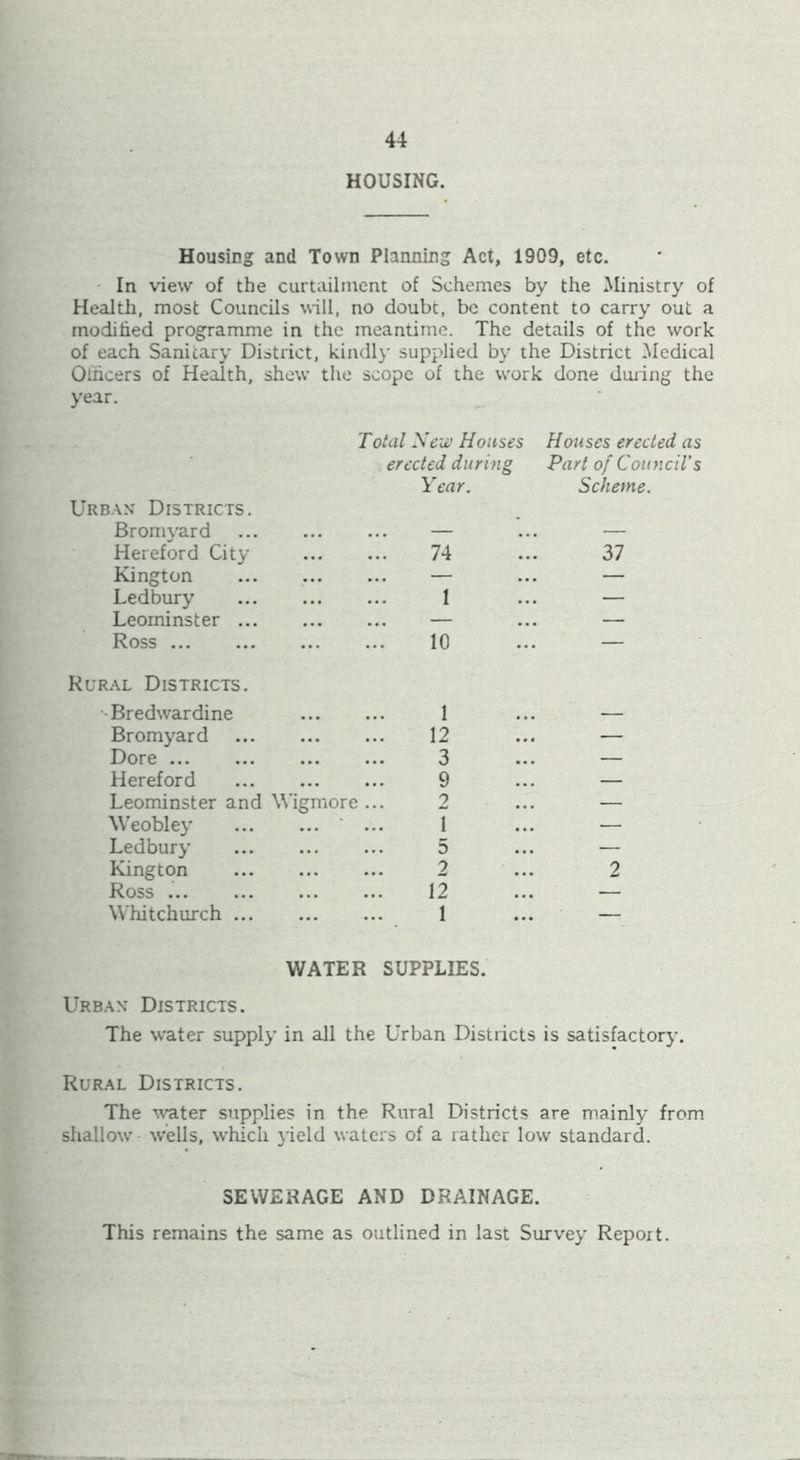 44
HOUSING.
Housing and Town Planning Act, 1909, etc.
In view of the curtailment of Schemes by the Ministry of
Health, most Councils will, no doubt, be content to carry out a
modified programme in the meantime. The details of the work
of each Sanitary District, kindly supplied by the District Medical
Officers of Health, shew the scope of the work done during the
year.
Total New Houses Houses erected as
erected during Part of Council's
Year. Scheme.
Urban Districts.
Bromyard ... ... ... — ... —
Hereford City ... ... 74 ... 37
Kington ... ... ... — ... —
Ledbury ... ... ... 1 ... —
Leominster ... ... ... — ... —
Ross ... ... ... ... 10 ... —
Rural Districts.
Bredwardine ... ... 1 ... —
Bromyard ... ... ... 12 ... —
Dore ... ... ... ... 3 ... —
Hereford ... ... ... 9 ... —
Leominster and Wigmore ... 2 ... —
Weobley ... ... ... 1 ... —
Ledbury ... ... ... 5 ... —
Kington ... ... ... 2 ... 2
Ross ... ... ... ... 12 ... —
Whitchurch ... ... ... 1 ... —
WATER SUPPLIES.
Urban Districts.
The water supply in all the Urban Districts is satisfactory.
Rural Districts.
The water supplies in the Rural Districts are mainly from
shallow wells, which yield waters of a rather low standard.
SEWERAGE AND DRAINAGE.
This remains the same as outlined in last Survey Report.